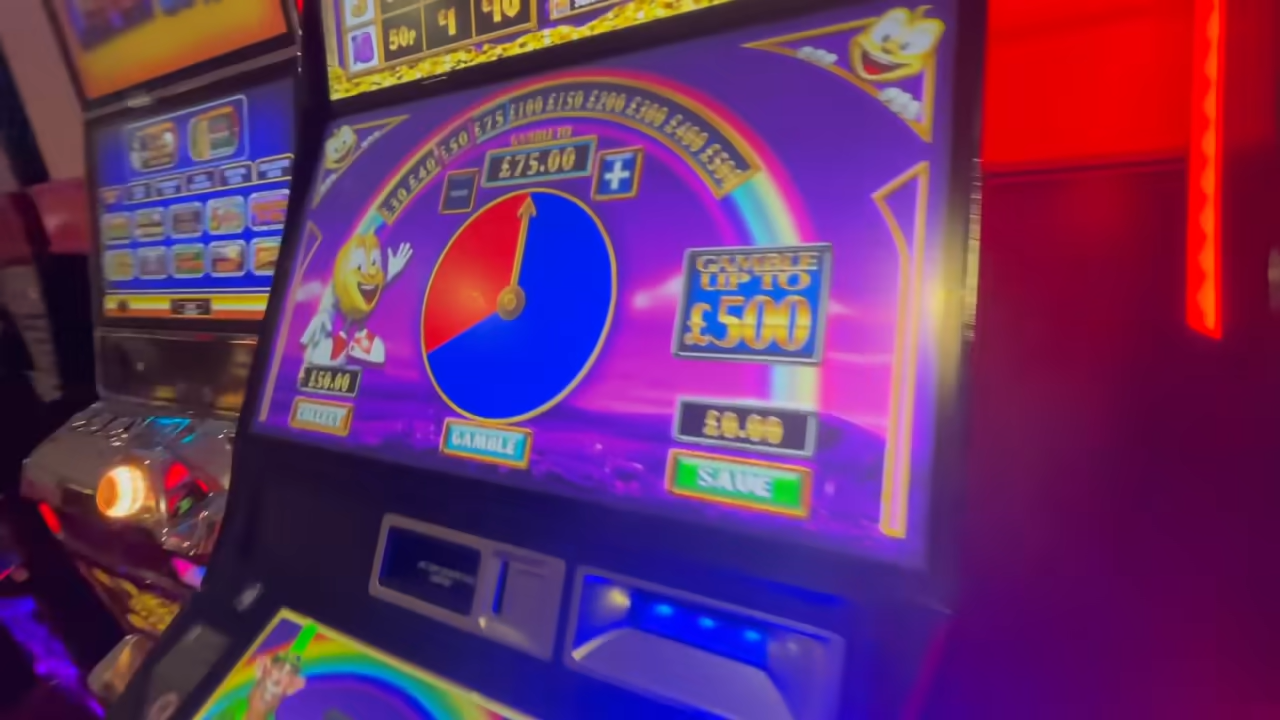 50p £1 £10
£30 £40 £50 £75 £100 £150 £200 £300 £400 £500
GAMBLE TO
£75.00
+
GAMBLE
UP TO
£500
£50.00
COLLECT
GAMBLE
£0.00
SAVE